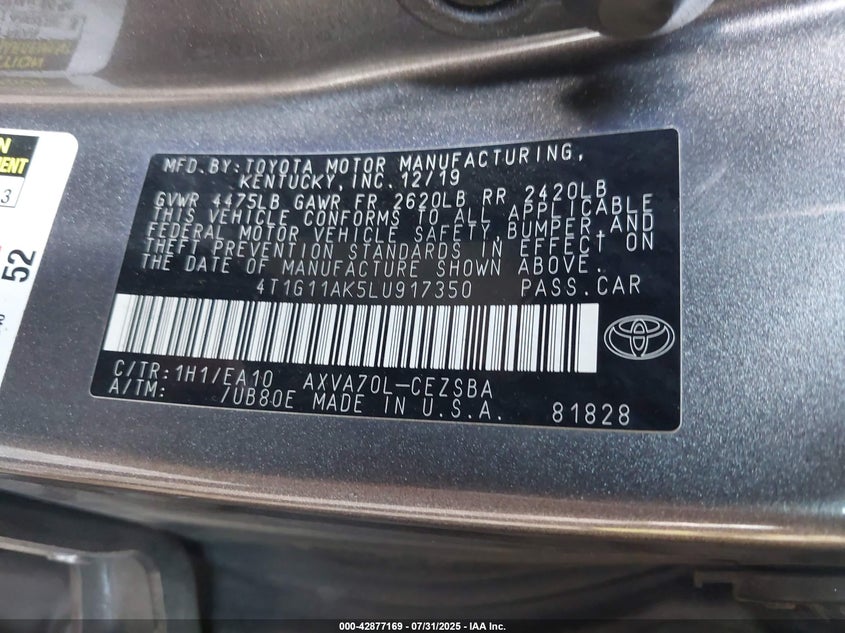 MFD.BY:TOYOTA MOTOR MANUFACTURING,
KENTUCKY, INC. 12/19
GVWR 4475LB GAWR FR 2620LB RR 2420LB
THIS VEHICLE CONFORMS TO ALL APPLICABLE
FEDERAL MOTOR VEHICLE SAFETY, BUMPER, AND
THEFT PREVENTION STANDARDS IN EFFECT ON
THE DATE OF MANUFACTURE SHOWN ABOVE.
4T1G11AK5LU917350 PASS.CAR
C/TR:1H1/EA10 AXVA70L-CEZSBA
A/TM: /UB80E MADE IN U.S.A. 81828
3
52
000-42877169 - 07/31/2025 - IAA Inc.